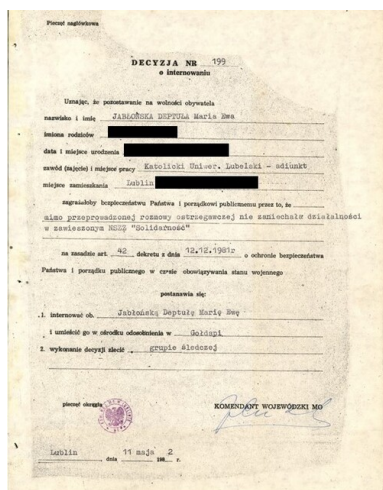 Pieczęć nagłówkowa
DECYZJA NR 199
o internowaniu
Uznając, że pozostawanie na wolności obywatela
nazwisko i imię JABŁOŃSKA DEPTUŁA Maria Ewa
imiona rodziców
data i miejsce urodzenia
zawód (zajęcie) i miejsce pracy Katolicki Uniwer. Lubelski - adiunkt
miejsce zamieszkania Lublin
zagrażałoby bezpieczeństwu Państwa i porządkowi publicznemu przez to, że
mimo przeprowadzonej rozmowy ostrzegawczej nie zaniechała działalności
w zawieszonym NSZZ "Solidarność"
na zasadzie art. 42 dekretu z dnia 12.12.1981r o ochronie bezpieczeństwa
Państwa i porządku publicznego w czasie obowiązywania stanu wojennego
postanawia się:
1. internować ob. Jabłońską Deptułę Marię Ewę
i umieścić go w ośrodku odosobnienia w Gołdapi
2. wykonanie decyzji zlecić grupie śledczej
pieczęć okrągła
KOMENDANT WOJEWÓDZKI MO
Lublin, dnia 11 maja 1982 r.